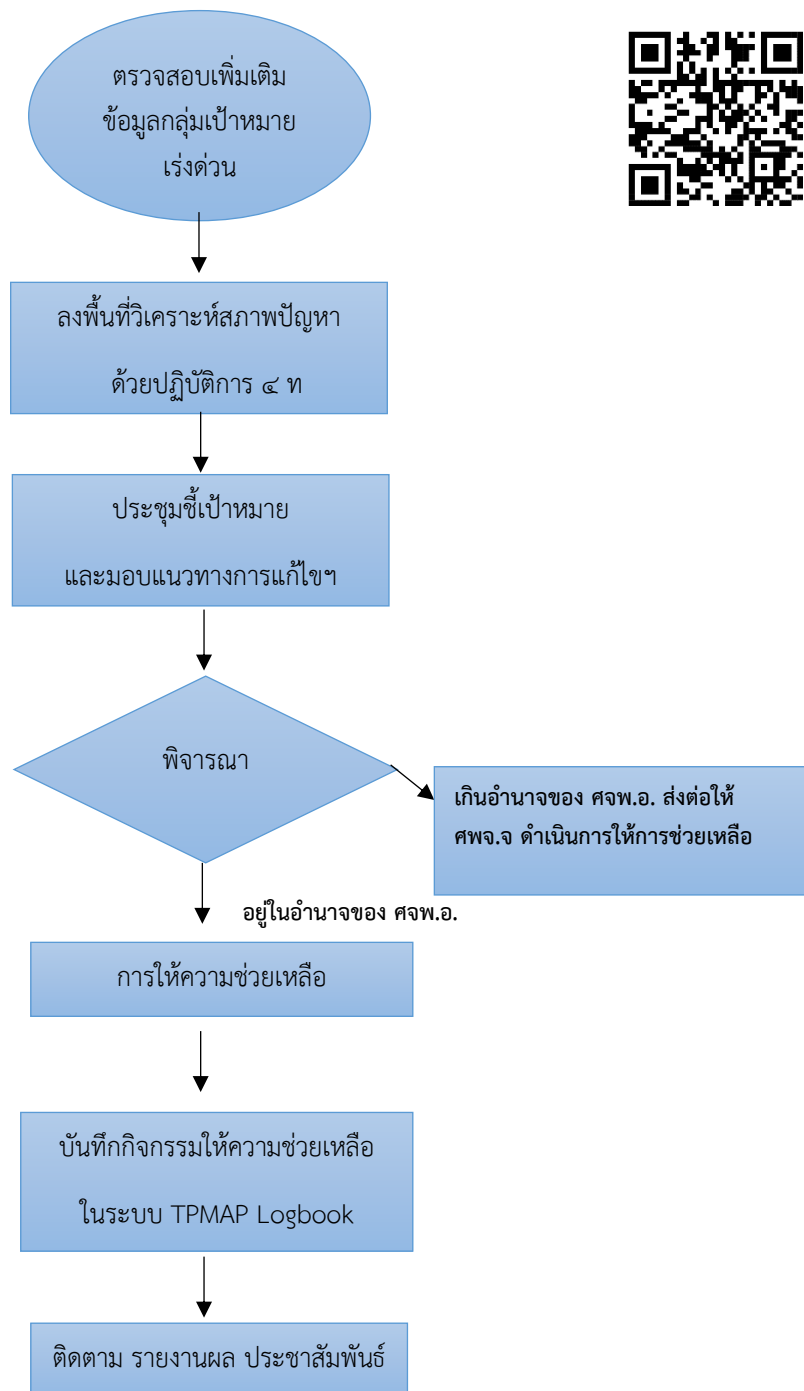 ตรวจสอบเพิ่มเติม
ข้อมูลกลุ่มเป้าหมาย
เร่งด่วน
ลงพื้นที่วิเคราะห์สภาพปัญหา
ด้วยปฏิบัติการ ๔ ท
ประชุมชี้เป้าหมาย
และมอบแนวทางการแก้ไขฯ
พิจารณา
เกินอำนาจของ ศจพ.อ. ส่งต่อให้
ศพจ.จ ดำเนินการให้การช่วยเหลือ
อยู่ในอำนาจของ ศจพ.อ.
การให้ความช่วยเหลือ
บันทึกกิจกรรมให้ความช่วยเหลือ
ในระบบ TPMAP Logbook
ติดตาม รายงานผล ประชาสัมพันธ์